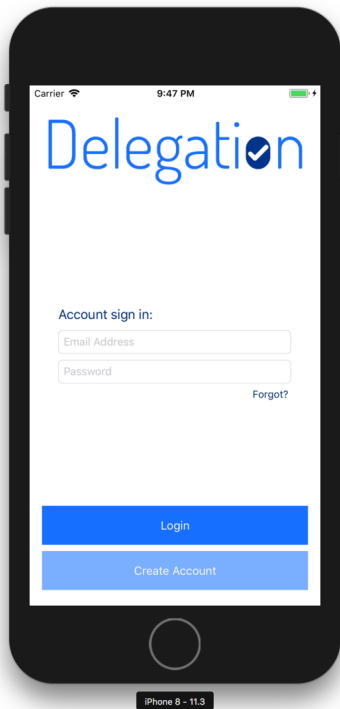 Carrier 9:47 PM
Delegation
Account sign in:
Email Address
Password
Forgot?
Login
Create Account
iPhone 8 - 11.3